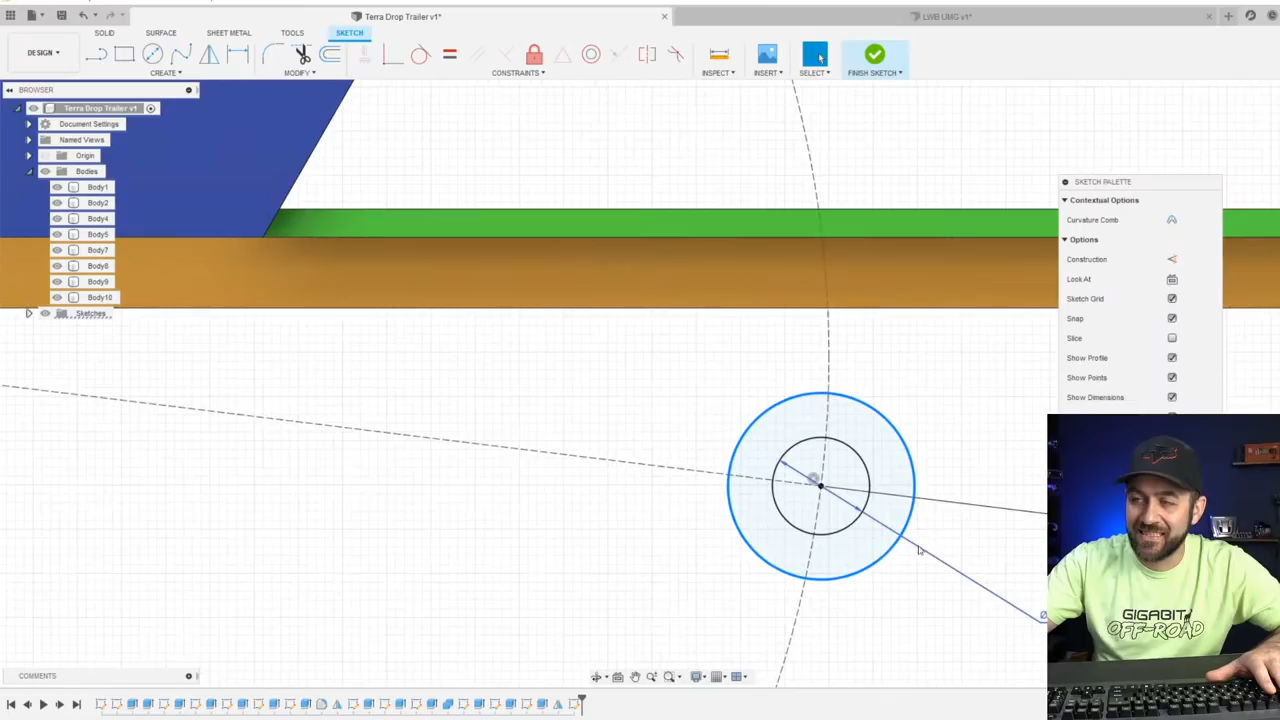 Terra Drop Trailer v1*
LWB UMG v1*
SOLID SURFACE SHEET METAL TOOLS SKETCH
DESIGN
CREATE
MODIFY
CONSTRAINTS
INSPECT
INSERT
SELECT
FINISH SKETCH
BROWSER
Terra Drop Trailer v1
Document Settings
Named Views
Origin
Bodies
Body1
Body2
Body4
Body5
Body7
Body8
Body9
Body10
Sketches
SKETCH PALETTE
Contextual Options
Curvature Comb
Options
Construction
Look At
Sketch Grid
Snap
Slice
Show Profile
Show Points
Show Dimensions
Ø
GIGABIT
OFF-ROAD
COMMENTS